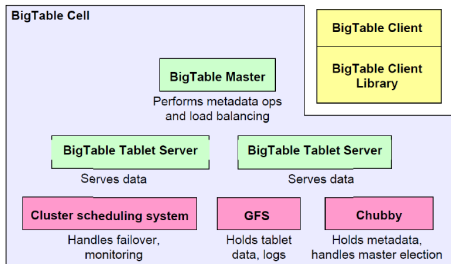 BigTable Cell
BigTable Client
BigTable Client
Library
BigTable Master
Performs metadata ops
and load balancing
BigTable Tablet Server
BigTable Tablet Server
Serves data
Serves data
Cluster scheduling system
GFS
Chubby
Handles failover,
monitoring
Holds tablet
data, logs
Holds metadata,
handles master election